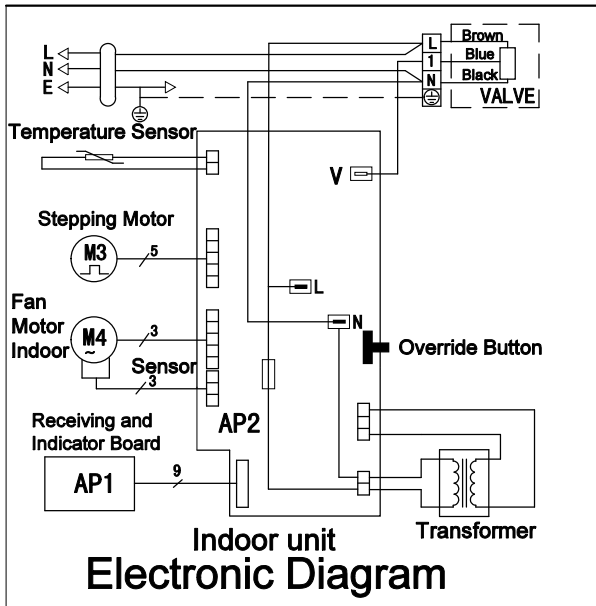 L
N
E
L
1
N
Brown
Blue
Black
VALVE
Temperature Sensor
V
Stepping Motor
M3
5
L
Fan
Motor
Indoor
M4
~
3
N
Override Button
Sensor
3
AP2
Receiving and
Indicator Board
AP1
9
Transformer
Indoor unit
Electronic Diagram